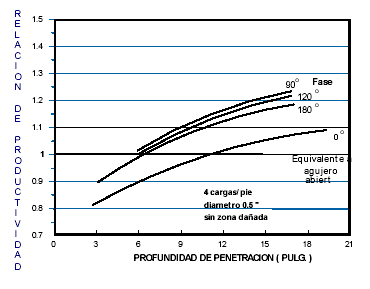 RELACION DE PRODUCTIVIDAD
1.5
1.4
1.3
1.2
1.1
1
0.9
0.8
0.7
90°
Fase
120°
180°
0°
Equivalente a
agujero
abiert
4 cargas/pie
diametro 0.5 "
sin zona dañada
0 3 6 9 12 15 18 21
PROFUNDIDAD DE PENETRACION ( PULG. )